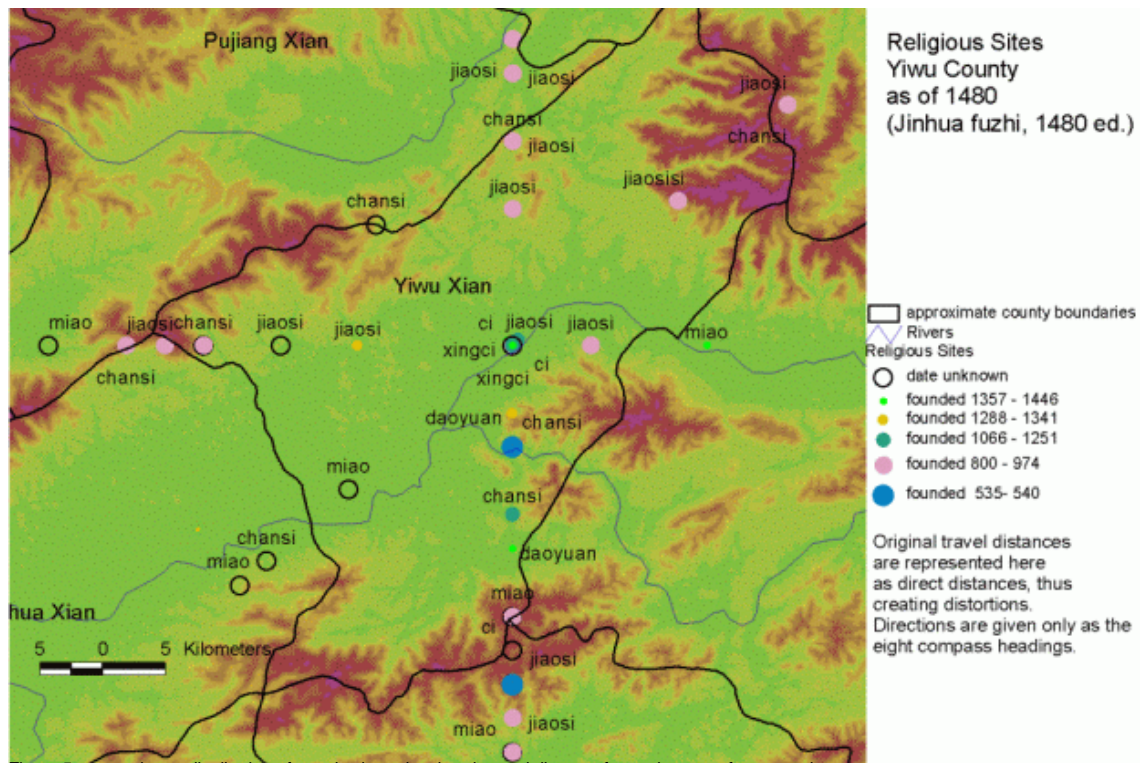 Pujiang Xian
jiaosi
jiaosi
chansi
jiaosi
jiaosi
jiaosi
chansi
jiaosisi
chansi
Yiwu Xian
miao
jiaosi
chansi
jiaosi
jiaosi
ci
jiaosi
jiaosi
miao
xingci
ci
chansi
xingci
daoyuan
chansi
miao
chansi
chansi
daoyuan
miao
miao
ci
hua Xian
jiaosi
5 0 5 Kilometers
miao
jiaosi
Religious Sites
Yiwu County
as of 1480
(Jinhua fuzhi, 1480 ed.)
approximate county boundaries
Rivers
Religious Sites
date unknown
founded 1357 - 1446
founded 1288 - 1341
founded 1066 - 1251
founded 800 - 974
founded 535- 540
Original travel distances
are represented here
as direct distances, thus
creating distortions.
Directions are given only as the
eight compass headings.